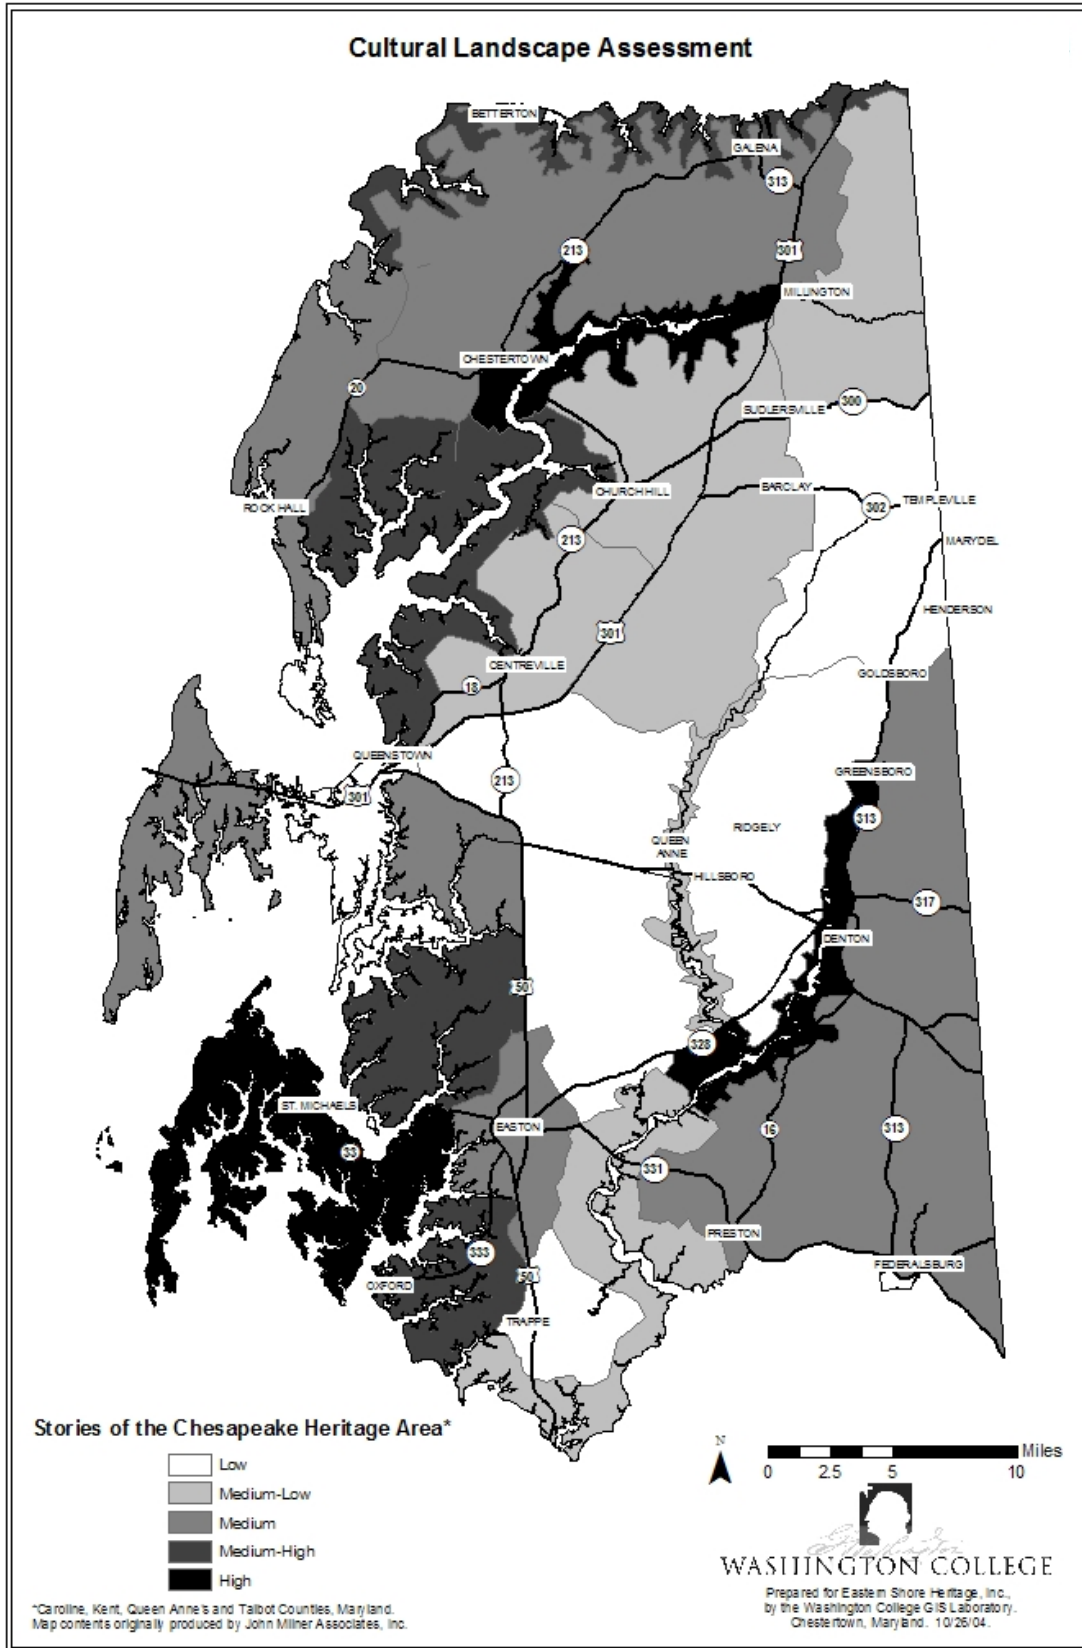 Cultural Landscape Assessment
BETTERTON
GALENA
313
213
301
MILLINGTON
CHESTERTOWN
20
300
SUDLERSVILLE
CHURCH HILL
BARCLAY
ROCK HALL
302
TEMPLEVILLE
213
MARYDEL
HENDERSON
301
CENTREVILLE
GOLDSBORO
18
QUEENSTOWN
GREENSBORO
213
301
313
RIDGELY
QUEEN
ANNE
HILLSBORO
317
DENTON
50
328
ST. MICHAELS
EASTON
16
313
33
331
PRESTON
333
FEDERALSBURG
OXFORD
50
TRAPPE
Stories of the Chesapeake Heritage Area*
Low
Medium-Low
Medium
Medium-High
High
N
Miles
0 2.5 5 10
WASHINGTON COLLEGE
Prepared for Eastern Shore Heritage, Inc.,
by the Washington College GIS Laboratory.
Chestertown, Maryland. 10/26/04.
*Caroline, Kent, Queen Anne's and Talbot Counties, Maryland.
Map contents originally produced by John Milner Associates, Inc.